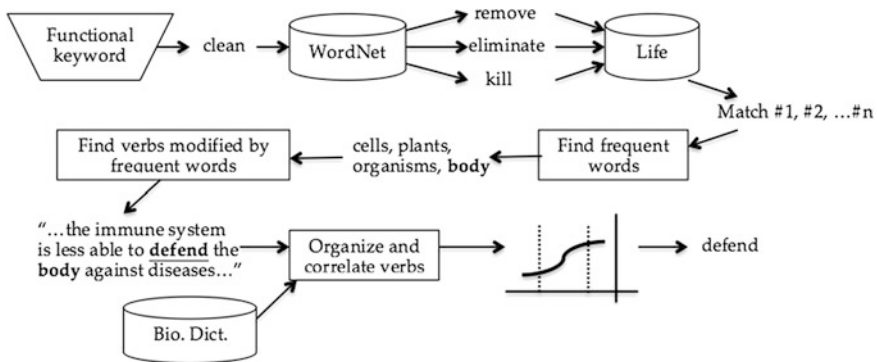 Functional
keyword
clean
WordNet
remove
eliminate
kill
Life
Match #1, #2, ...#n
Find frequent
words
cells, plants,
organisms, body
Find verbs modified by
frequent words
“...the immune system
is less able to defend the
body against diseases...”
Organize and
correlate verbs
Bio. Dict.
defend